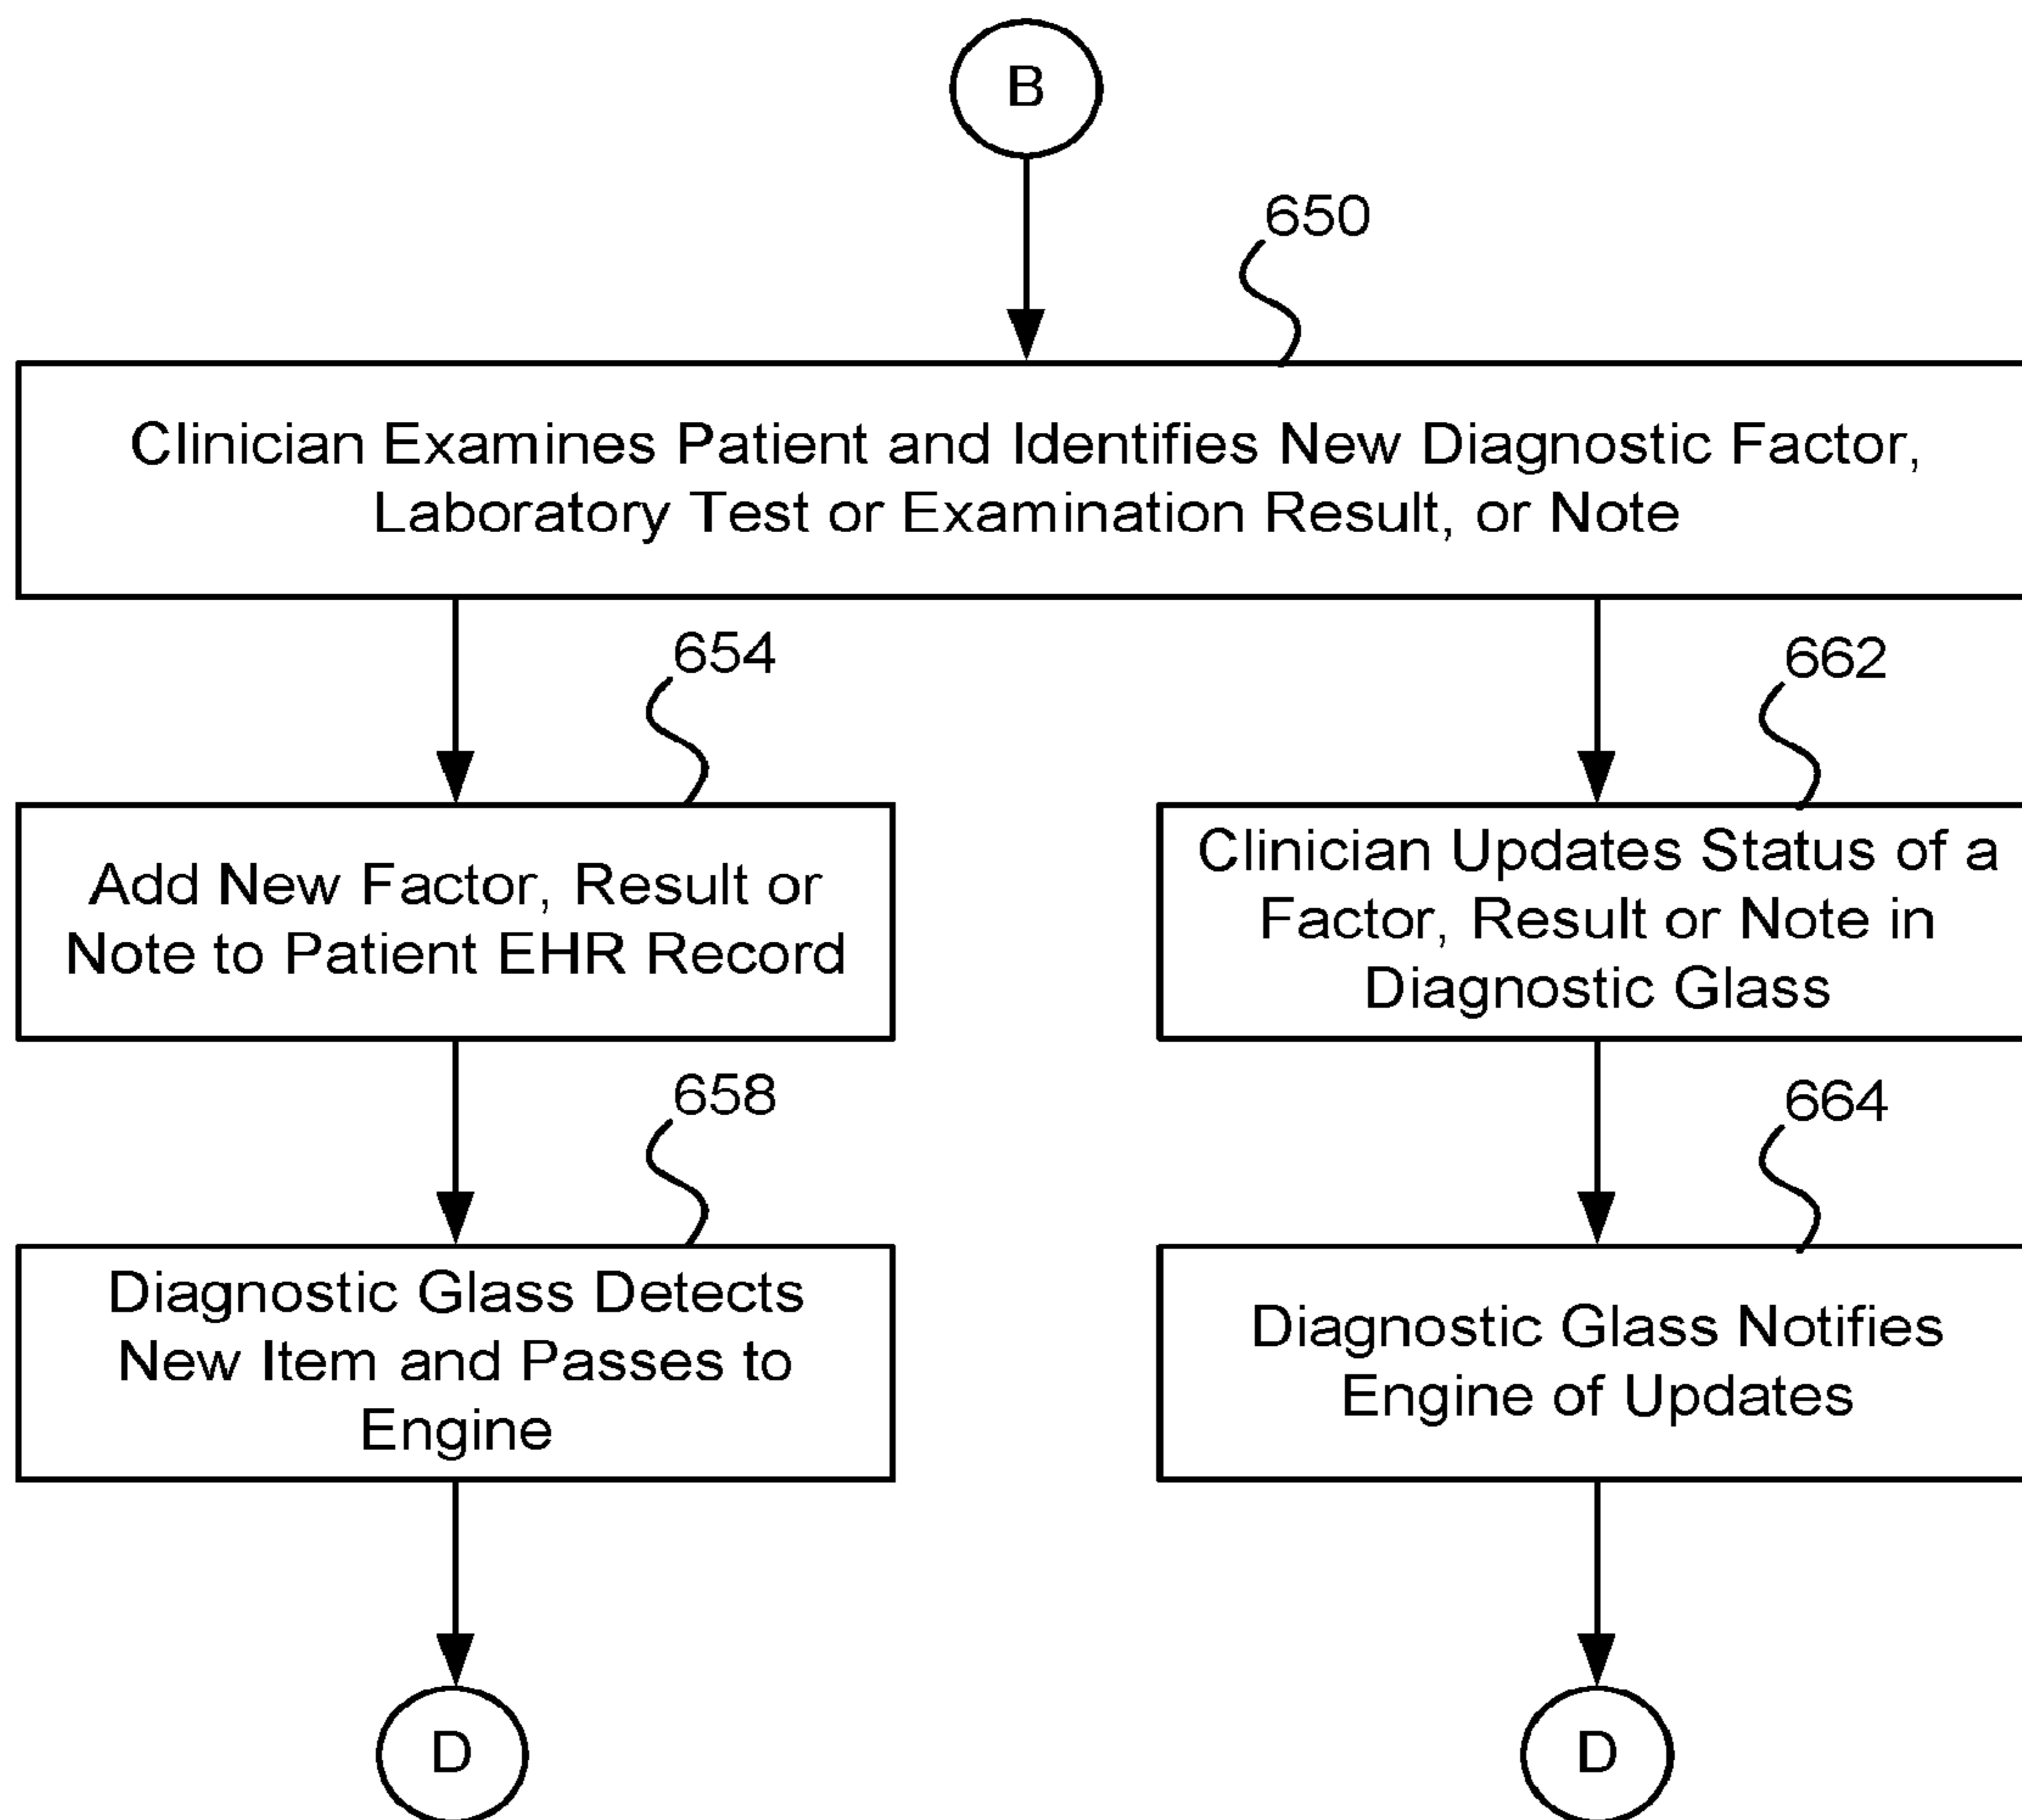 B
650
Clinician Examines Patient and Identifies New Diagnostic Factor,
Laboratory Test or Examination Result, or Note
654
662
Add New Factor, Result or
Note to Patient EHR Record
Clinician Updates Status of a
Factor, Result or Note in
Diagnostic Glass
658
664
Diagnostic Glass Detects
New Item and Passes to
Engine
Diagnostic Glass Notifies
Engine of Updates
D
D